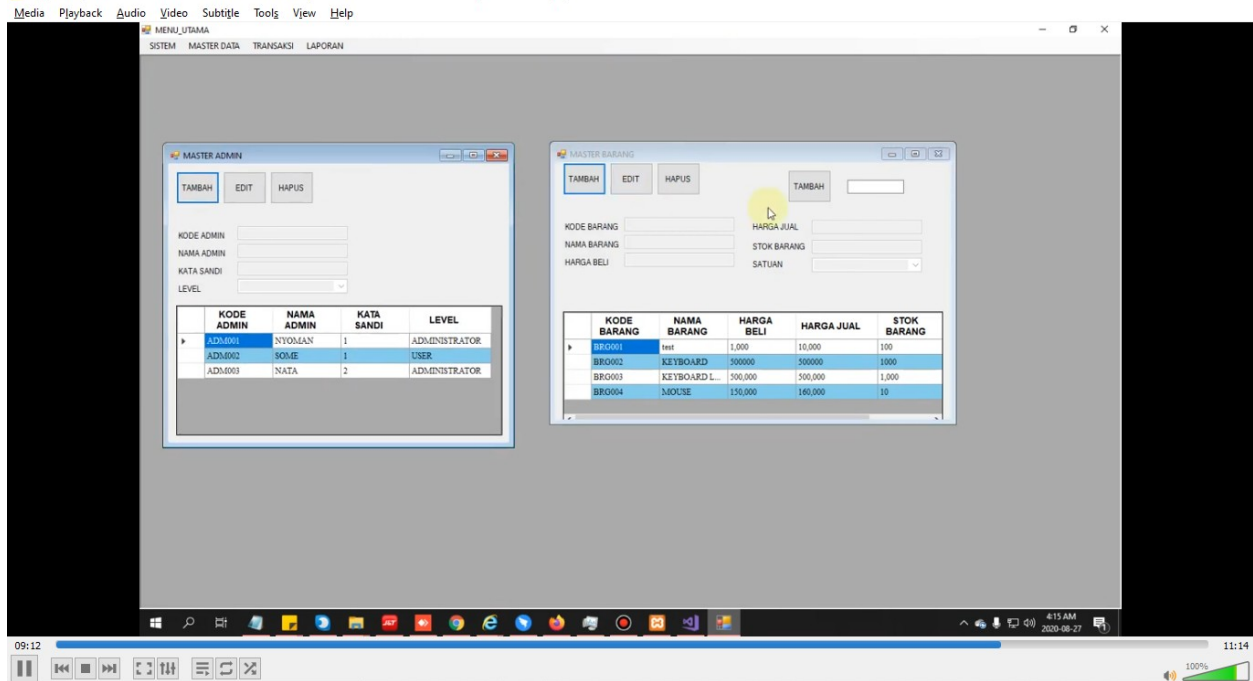 Media Playback Audio Video Subtitle Tools View Help
MENU_UTAMA
SISTEM MASTER DATA TRANSAKSI LAPORAN
MASTER ADMIN
TAMBAH EDIT HAPUS
KODE ADMIN
NAMA ADMIN
KATA SANDI
LEVEL
KODE ADMIN NAMA ADMIN KATA SANDI LEVEL
ADM001 NYOMAN 1 ADMINISTRATOR
ADM002 SOME 1 USER
ADM003 NATA 2 ADMINISTRATOR
MASTER BARANG
TAMBAH EDIT HAPUS TAMBAH
KODE BARANG HARGA JUAL
NAMA BARANG STOK BARANG
HARGA BELI SATUAN
KODE BARANG NAMA BARANG HARGA BELI HARGA JUAL STOK BARANG
BRG001 test 1,000 10,000 100
BRG002 KEYBOARD 500000 500000 1000
BRG003 KEYBOARD L... 500,000 500,000 1,000
BRG004 MOUSE 150,000 160,000 10
4:15 AM
2020-08-27
09:12 11:14
100%